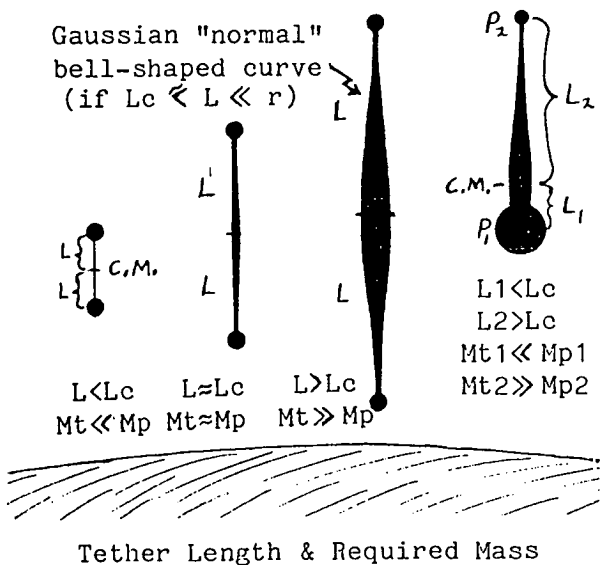 Gaussian "normal"
bell-shaped curve
(if Lc ≲ L ≪ r)
L
L
C.M.
L
L
L
L
P₂
L₂
C.M.
L₁
P₁
L<Lc
Mt≪Mp
L≈Lc
Mt≈Mp
L>Lc
Mt≫Mp
L1<Lc
L2>Lc
Mt1≪Mp1
Mt2≫Mp2
Tether Length & Required Mass